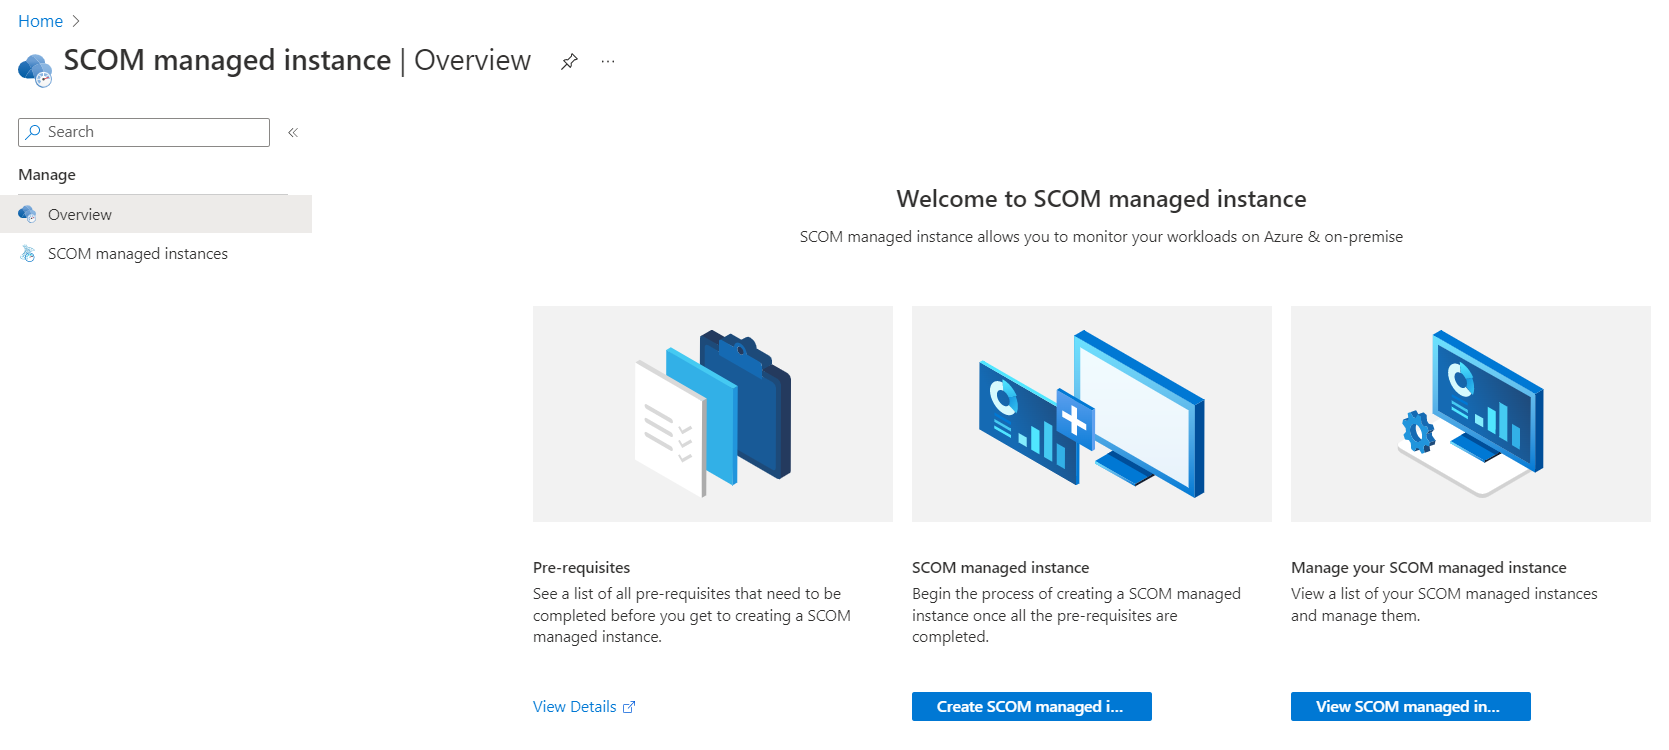 Home
SCOM managed instance | Overview
Search
Manage
Overview
SCOM managed instances
Welcome to SCOM managed instance
SCOM managed instance allows you to monitor your workloads on Azure & on-premise
Pre-requisites
See a list of all pre-requisites that need to be
completed before you get to creating a SCOM
managed instance.
View Details
SCOM managed instance
Begin the process of creating a SCOM managed
instance once all the pre-requisites are
completed.
Create SCOM managed i...
Manage your SCOM managed instance
View a list of your SCOM managed instances
and manage them.
View SCOM managed in...